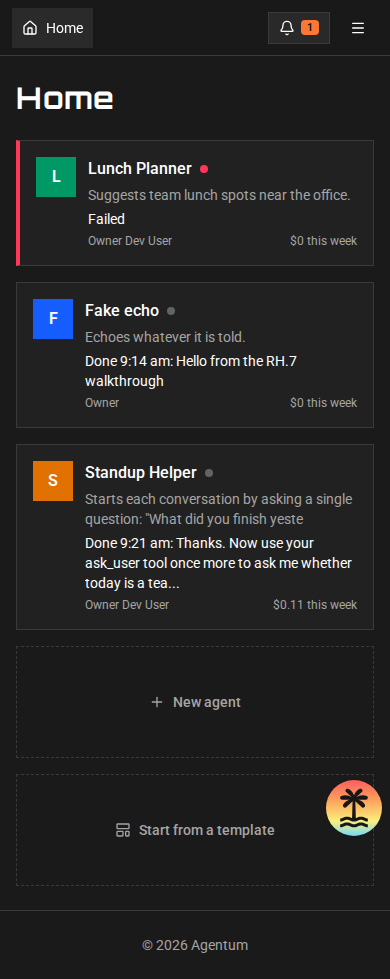 Home
1
Home
L
Lunch Planner
Suggests team lunch spots near the office.
Failed
Owner Dev User
$0 this week
F
Fake echo
Echoes whatever it is told.
Done 9:14 am: Hello from the RH.7
walkthrough
Owner
$0 this week
S
Standup Helper
Starts each conversation by asking a single
question: "What did you finish yeste
Done 9:21 am: Thanks. Now use your
ask_user tool once more to ask me whether
today is a tea...
Owner Dev User
$0.11 this week
New agent
Start from a template
© 2026 Agentum